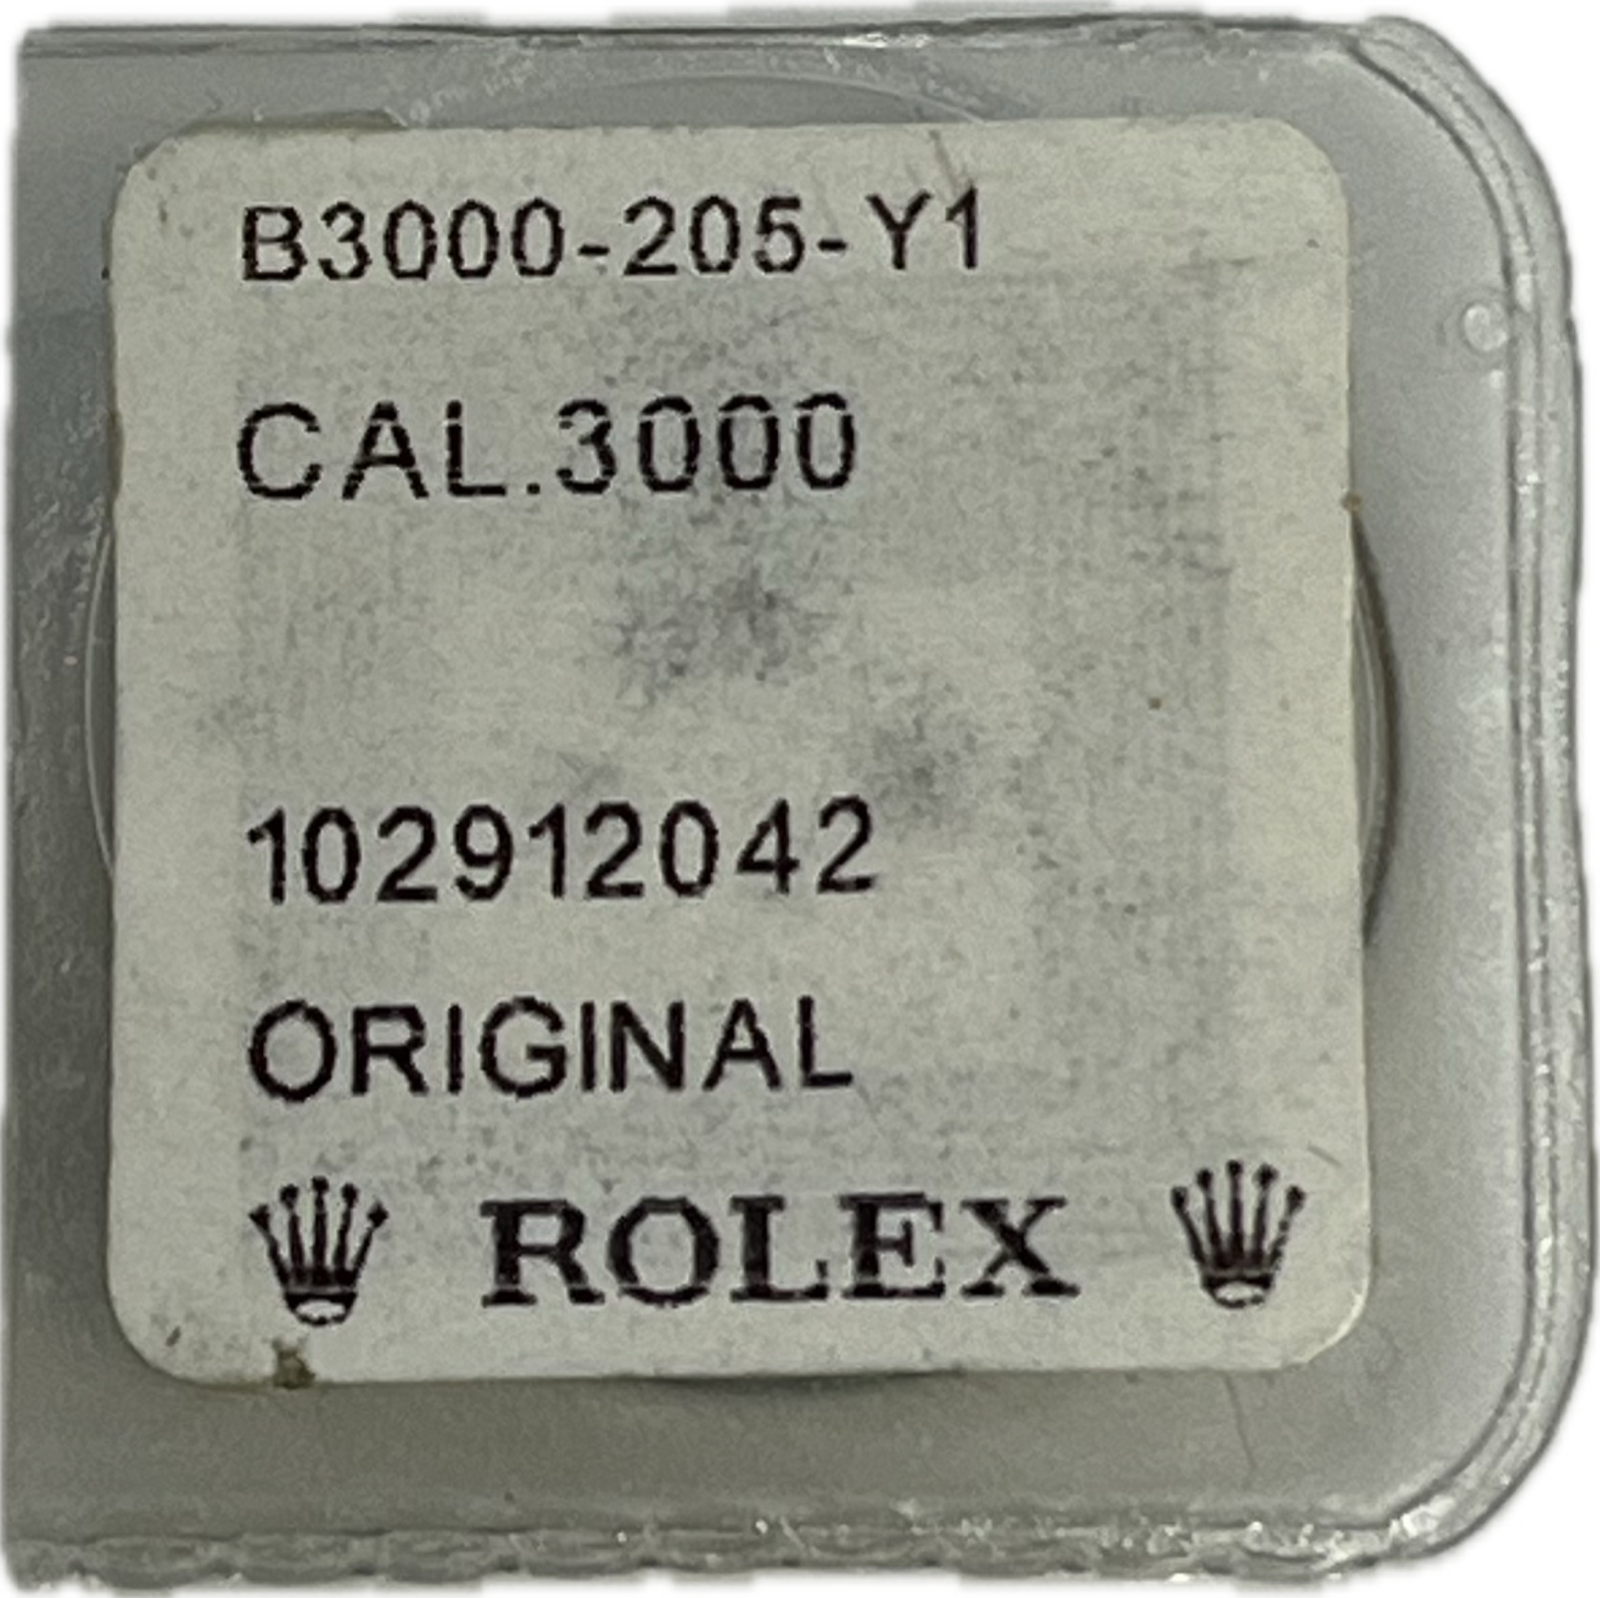 B3000-205-Y1
CAL.3000
102912042
ORIGINAL
ROLEX